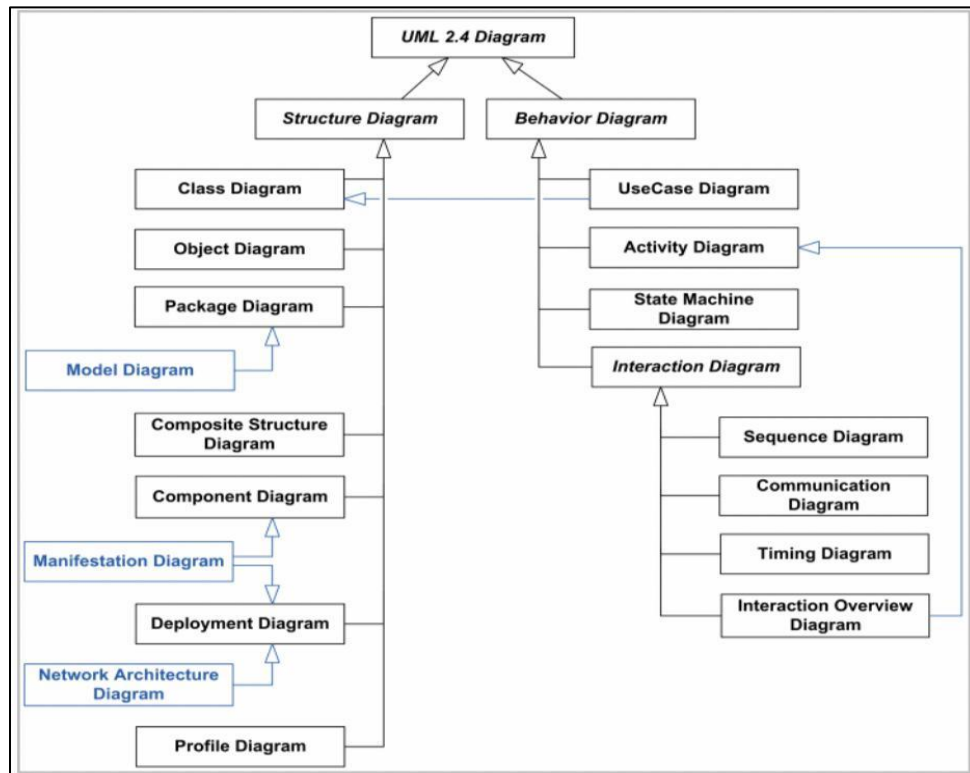 UML 2.4 Diagram
Structure Diagram
Behavior Diagram
Class Diagram
UseCase Diagram
Object Diagram
Activity Diagram
Package Diagram
State Machine
Diagram
Model Diagram
Interaction Diagram
Composite Structure
Diagram
Sequence Diagram
Component Diagram
Communication
Diagram
Manifestation Diagram
Timing Diagram
Deployment Diagram
Interaction Overview
Diagram
Network Architecture
Diagram
Profile Diagram